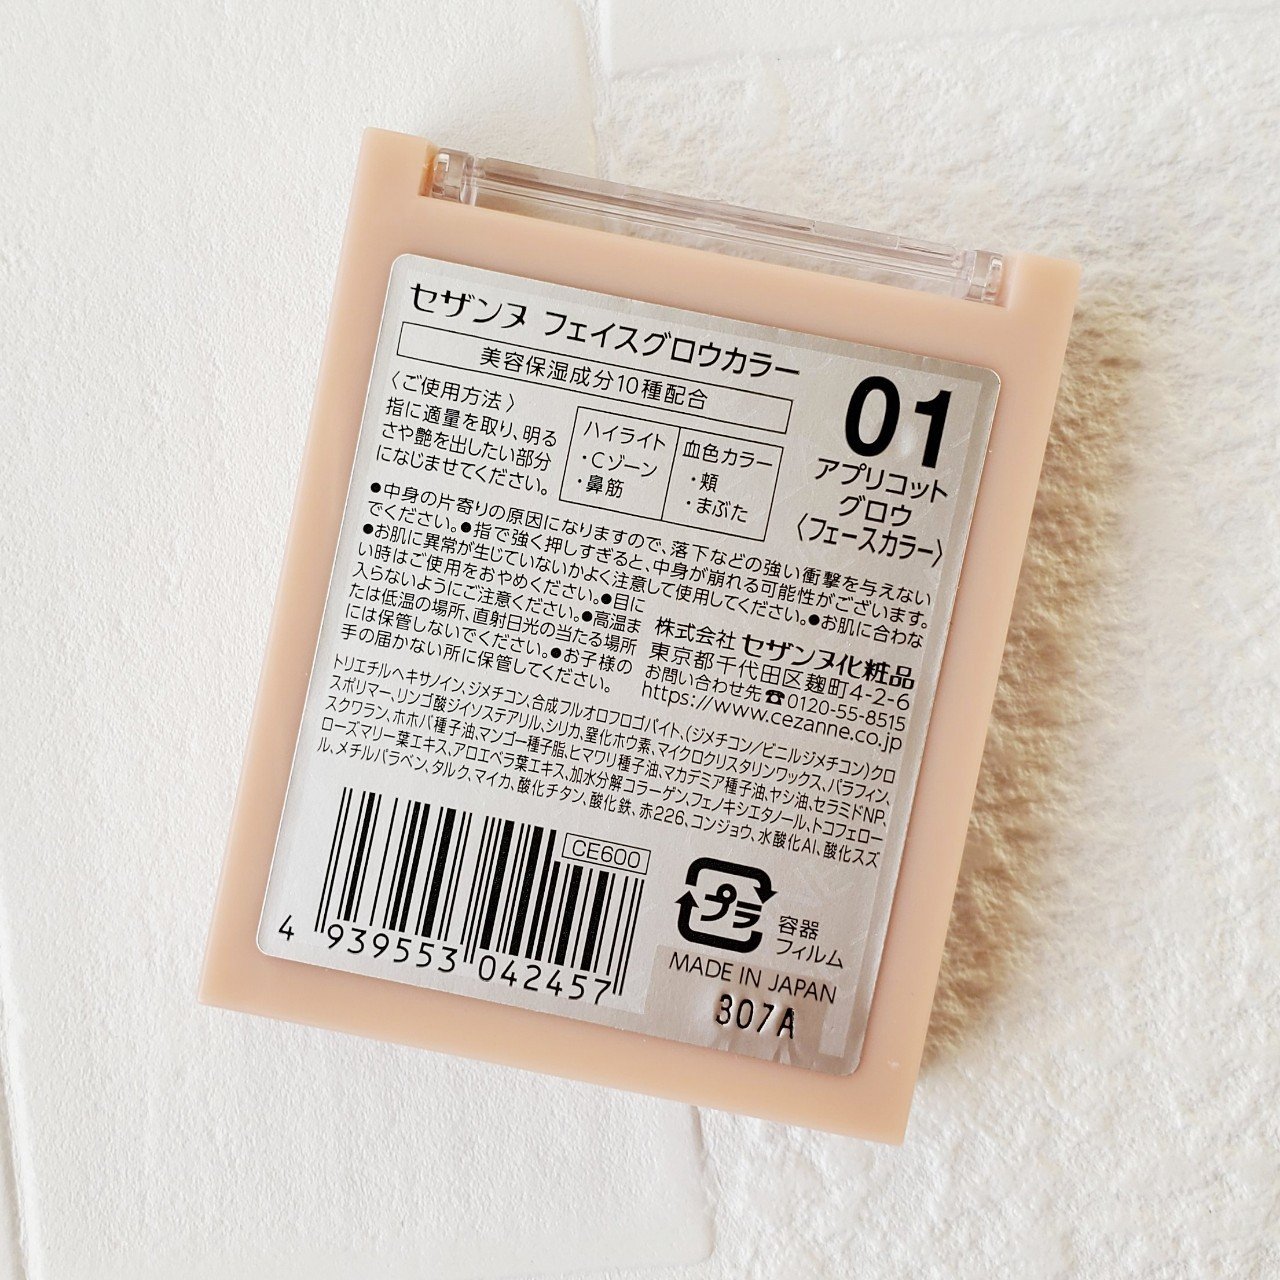 セザンヌ フェイスグロウカラー
美容保湿成分10種配合
〈ご使用方法〉
指に適量を取り、明る
さや艶を出したい部分
になじませてください。
ハイライト
・Cゾーン
・鼻筋
血色カラー
・頬
・まぶた
01
アプリコット
グロウ
〈フェースカラー〉
●中身の片寄りの原因になりますので、落下などの強い衝撃を与えない
でください。●指で強く押しすぎると、中身が崩れる可能性がございます。
●お肌に異常が生じていないかよく注意して使用してください。●お肌に合わな
い時はご使用をおやめください。●目に
入らないようにご注意ください。●高温ま
たは低温の場所、直射日光の当たる場所
には保管しないでください。●お子様の
手の届かない所に保管してください。
株式会社 セザンヌ化粧品
東京都千代田区麹町4-2-6
お問い合わせ先☎0120-55-8515
https://www.cezanne.co.jp
トリエチルヘキサノイン、ジメチコン、合成フルオロフロゴパイト、(ジメチコン/ビニルジメチコン)クロ
スポリマー、リンゴ酸ジイソステアリル、シリカ、窒化ホウ素、マイクロクリスタリンワックス、パラフィン、
スクワラン、ホホバ種子油、マンゴー種子脂、ヒマワリ種子油、マカデミア種子油、ヤシ油、セラミドNP、
ローズマリー葉エキス、アロエベラ葉エキス、加水分解コラーゲン、フェノキシエタノール、トコフェロー
ル、メチルパラベン、タルク、マイカ、酸化チタン、酸化鉄、赤226、コンジョウ、水酸化Al、酸化スズ
CE600
4 939553 042457
プラ
容器
フィルム
MADE IN JAPAN
307A